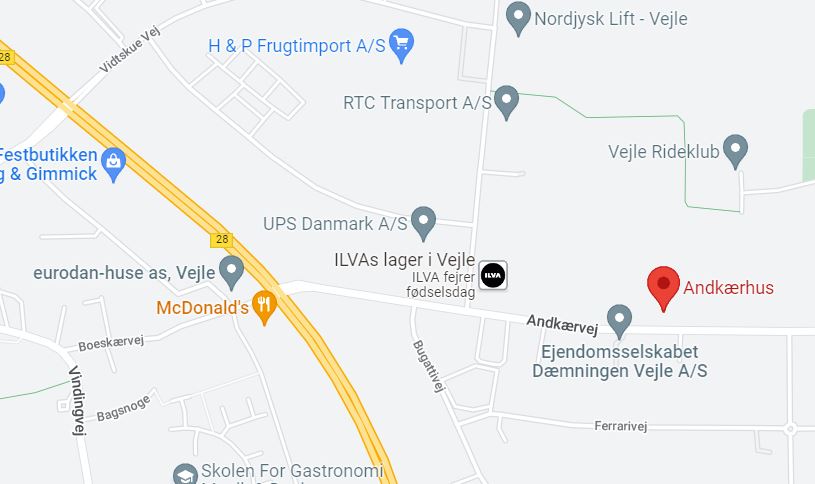 Nordjysk Lift - Vejle
Vidtskue Vej
H & P Frugtimport A/S
28
RTC Transport A/S
Vejle Rideklub
Festbutikken
g & Gimmick
UPS Danmark A/S
28
ILVAs lager i Vejle
ILVA fejrer
fødselsdag
ILVA
eurodan-huse as, Vejle
McDonald's
Andkærhus
Andkærvej
Boeskærvej
Ejendomsselskabet
Dæmningen Vejle A/S
Bugattivej
Vindingvej
Bagsnoge
Ferrarivej
Skolen For Gastronomi